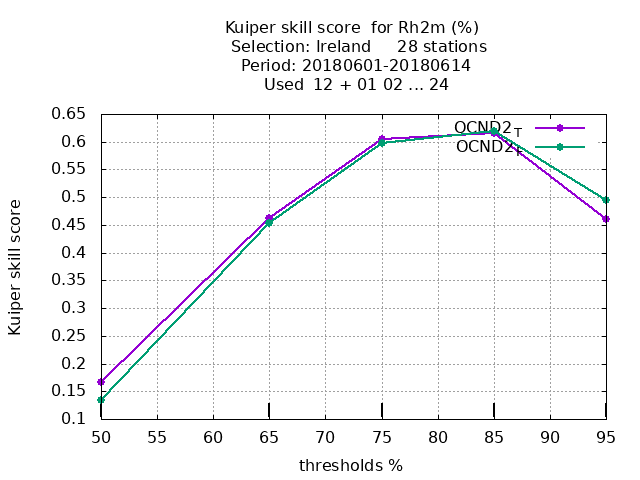 Kuiper skill score for Rh2m (%)
Selection: Ireland 28 stations
Period: 20180601-20180614
Used 12 + 01 02 ... 24
Kuiper skill score
0.65
0.6
0.55
0.5
0.45
0.4
0.35
0.3
0.25
0.2
0.15
0.1
50 55 60 65 70 75 80 85 90 95
thresholds %
OCND2_T
OCND2_F